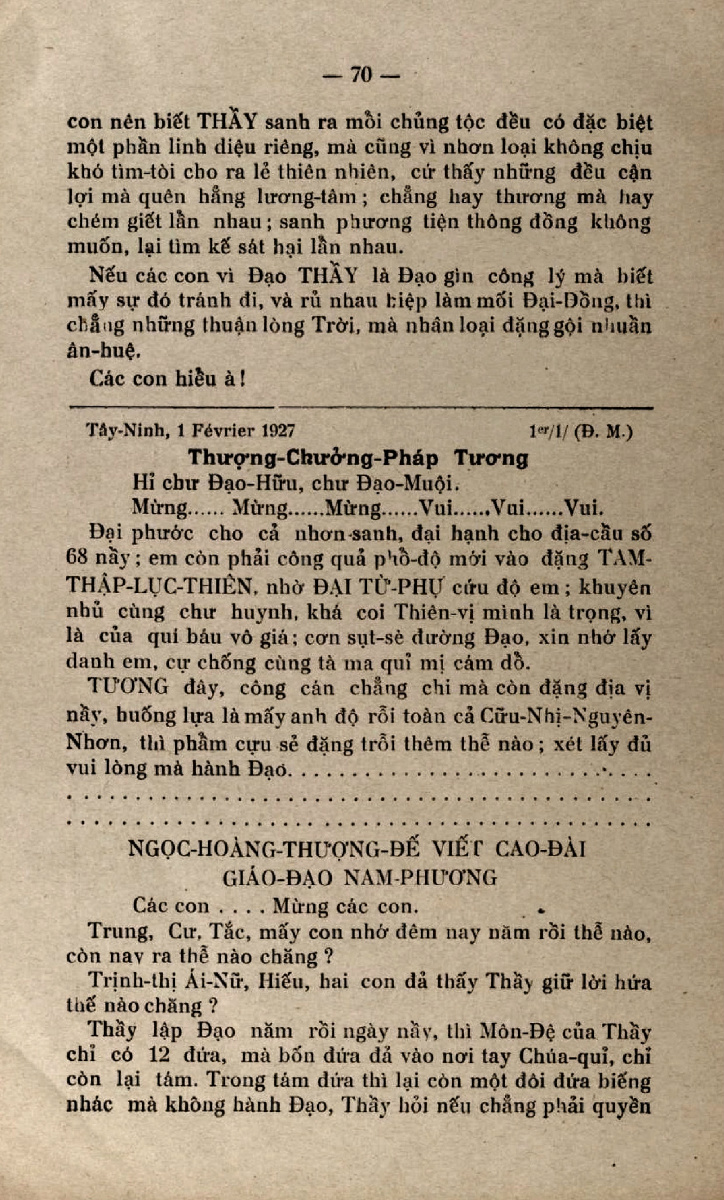 — 70 —
con nên biết THẦY sanh ra mỗi chủng tộc đều có đặc biệt
một phần linh diệu riêng, mà cũng vì nhơn loại không chịu
khó tìm-tòi cho ra lẻ thiên nhiên, cứ thấy những đều cận
lợi mà quên hẳng lương-tâm ; chẳng hay thương mà hay
chém giết lẫn nhau ; sanh phương tiện thông đồng không
muốn, lại tìm kế sát hại lẫn nhau.
Nếu các con vì Đạo THẦY là Đạo gìn công lý mà biết
mấy sự đó tránh đi, và rủ nhau hiệp làm mối Đại-Đồng, thì
chẳng những thuận lòng Trời, mà nhân loại đặng gội nhuần
ân-huệ.
Các con hiểu à !
Tây-Ninh, 1 Février 1927 1er/1/ (Đ. M.)
Thượng-Chưởng-Pháp Tương
Hỉ chư Đạo-Hữu, chư Đạo-Muội.
Mừng...... Mừng......Mừng......Vui......Vui......Vui.
Đại phước cho cả nhơn-sanh, đại hạnh cho địa-cầu số
68 nầy ; em còn phải công quả phổ-độ mới vào đặng TAM-
THẬP-LỤC-THIÊN, nhờ ĐẠI TỪ-PHỤ cứu độ em ; khuyên
nhủ cùng chư huynh, khá coi Thiên-vị mình là trọng, vì
là của quí báu vô giá ; cơn sụt-sè đường Đạo, xin nhớ lấy
danh em, cự chống cùng tà ma quỉ mị cám dỗ.
TƯƠNG đây, công cán chẳng chi mà còn đặng địa vị
nầy, huống lựa là mấy anh độ rỗi toàn cả Cữu-Nhị-Nguyên-
Nhơn, thì phẩm cựu sẻ đặng trỗi thêm thể nào ; xét lấy đủ
vui lòng mà hành Đạo. . . . . . . . . . . . . . . . . . . . . . . . . . . . .
. . . . . . . . . . . . . . . . . . . . . . . . . . . . . . . . . . . . . . . . . . .
. . . . . . . . . . . . . . . . . . . . . . . . . . . . . . . . . . . . . . . . . . .
NGỌC-HOÀNG-THƯỢNG-ĐẾ VIẾT CAO-ĐÀI
GIÁO-ĐẠO NAM-PHƯƠNG
Các con . . . . Mừng các con.
Trung, Cư, Tắc, mấy con nhớ đêm nay năm rồi thể nào,
còn nay ra thể nào chăng ?
Trịnh-thị Ái-Nữ, Hiếu, hai con đả thấy Thầy giữ lời hứa
thế nào chăng ?
Thầy lập Đạo năm rồi ngày nầy, thì Môn-Đệ của Thầy
chỉ có 12 đứa, mà bốn đứa đả vào nơi tay Chúa-quỉ, chỉ
còn lại tám. Trong tám đứa thì lại còn một đôi đứa biếng
nhác mà không hành Đạo, Thầy hỏi nếu chẳng phải quyền